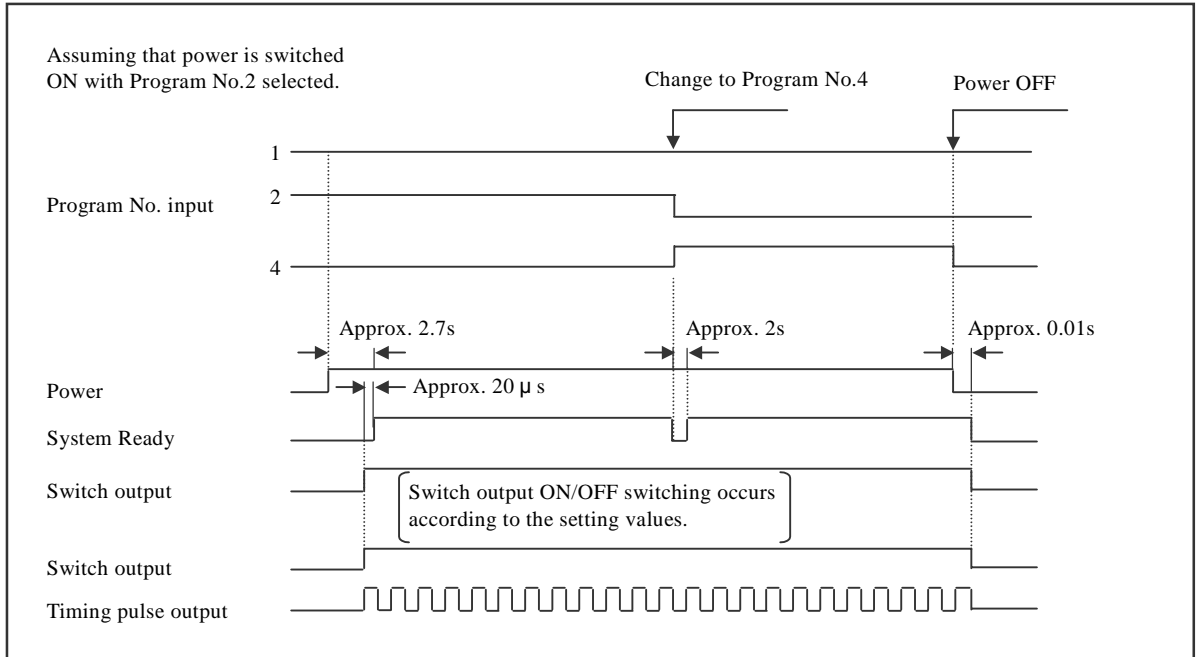 Assuming that power is switched
ON with Program No.2 selected.
Change to Program No.4
Power OFF
1
Program No. input
2
4
Approx. 2.7s
Approx. 2s
Approx. 0.01s
Power
Approx. 20 μ s
System Ready
Switch output
Switch output ON/OFF switching occurs
according to the setting values.
Switch output
Timing pulse output